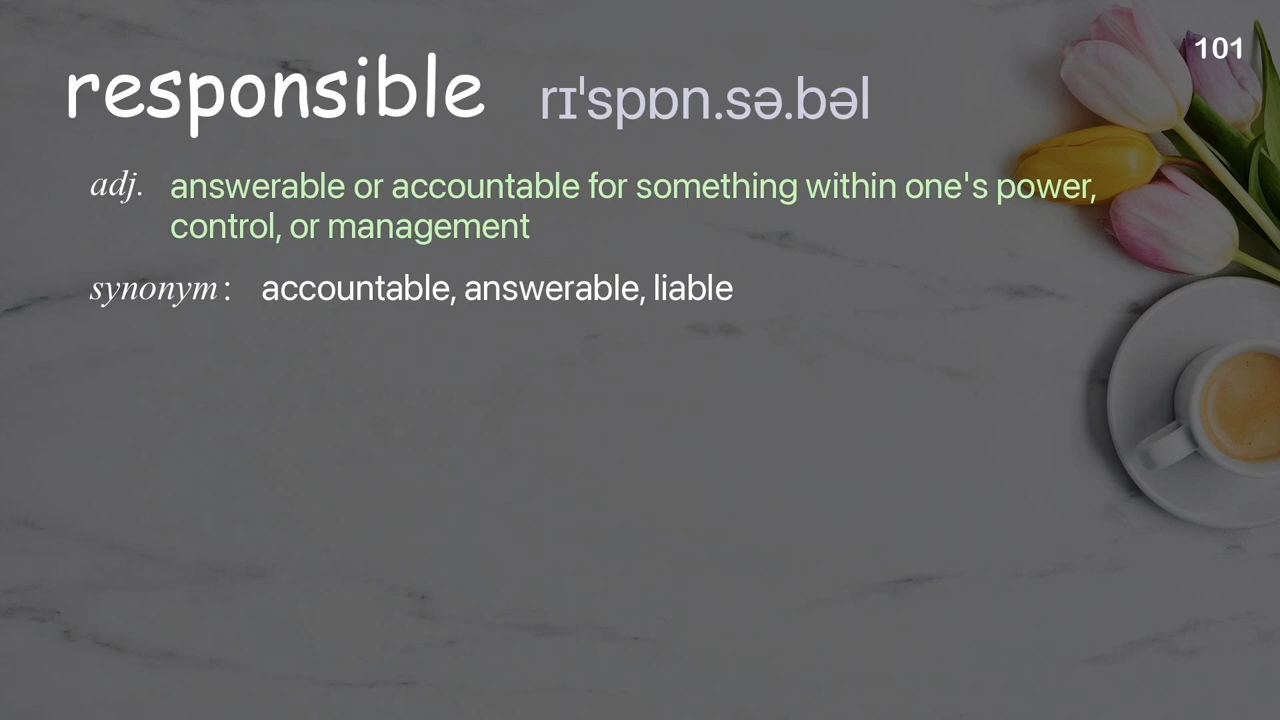 101
responsible rɪˈspɒn.sə.bəl
adj. answerable or accountable for something within one's power,
control, or management
synonym : accountable, answerable, liable